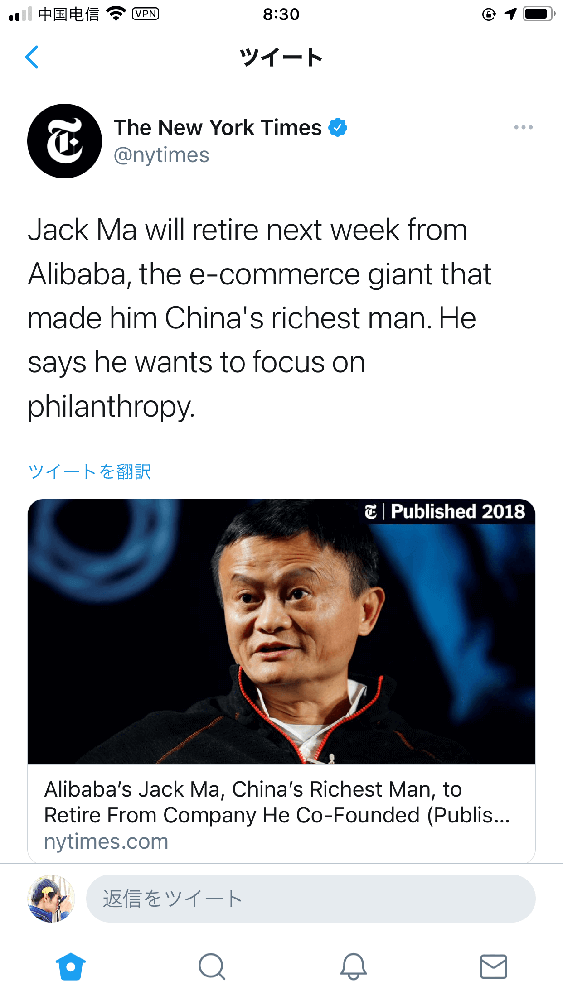 中国电信 VPN 8:30
ツイート
The New York Times
@nytimes
Jack Ma will retire next week from
Alibaba, the e-commerce giant that
made him China's richest man. He
says he wants to focus on
philanthropy.
ツイートを翻訳
T | Published 2018
Alibaba’s Jack Ma, China’s Richest Man, to
Retire From Company He Co-Founded (Publis...
nytimes.com
返信をツイート